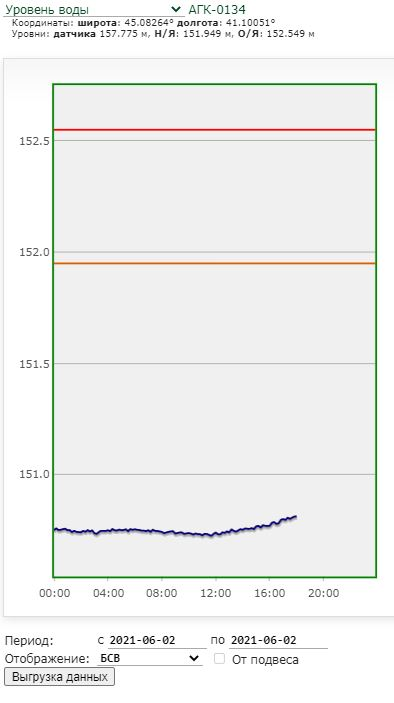 Уровень воды АГК-0134
Координаты: широта: 45.08264° долгота: 41.10051°
Уровни: датчика 157.775 м, Н/Я: 151.949 м, О/Я: 152.549 м
152.5
152.0
151.5
151.0
00:00 04:00 08:00 12:00 16:00 20:00
Период: с 2021-06-02 по 2021-06-02
Отображение: БСВ От подвеса
Выгрузка данных